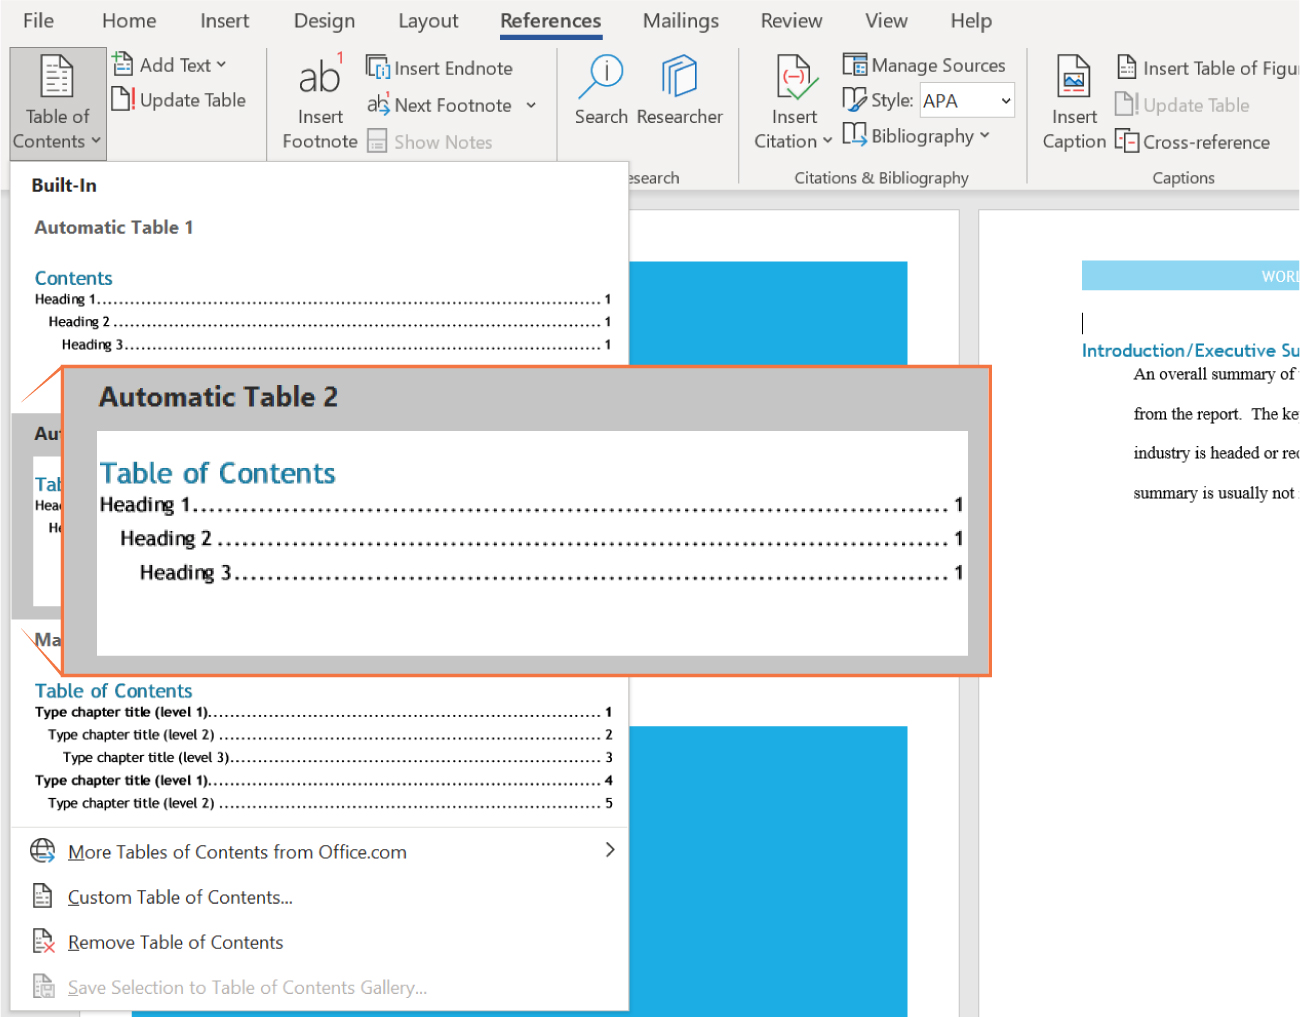 File Home Insert Design Layout References Mailings Review View Help
Table of Contents
Add Text
Update Table
ab1
Insert Footnote
Insert Endnote
ab1 Next Footnote
Show Notes
Search
Researcher
esearch
Insert Citation
Manage Sources
Style: APA
Bibliography
Citations & Bibliography
Insert Caption
Insert Table of Figu
Update Table
Cross-reference
Captions
Built-In
Automatic Table 1
Contents
Heading 1........................................ 1
Heading 2 ........................................ 1
Heading 3........................................ 1
Au
Tab
Hea
He
Automatic Table 2
Table of Contents
Heading 1........................................ 1
Heading 2 ........................................ 1
Heading 3........................................ 1
Ma
Table of Contents
Type chapter title (level 1)........................................ 1
Type chapter title (level 2) ........................................ 2
Type chapter title (level 3)........................................ 3
Type chapter title (level 1)........................................ 4
Type chapter title (level 2) ........................................ 5
More Tables of Contents from Office.com
Custom Table of Contents...
Remove Table of Contents
Save Selection to Table of Contents Gallery...
WOR
Introduction/Executive Su
An overall summary of
from the report. The ke
industry is headed or re
summary is usually not